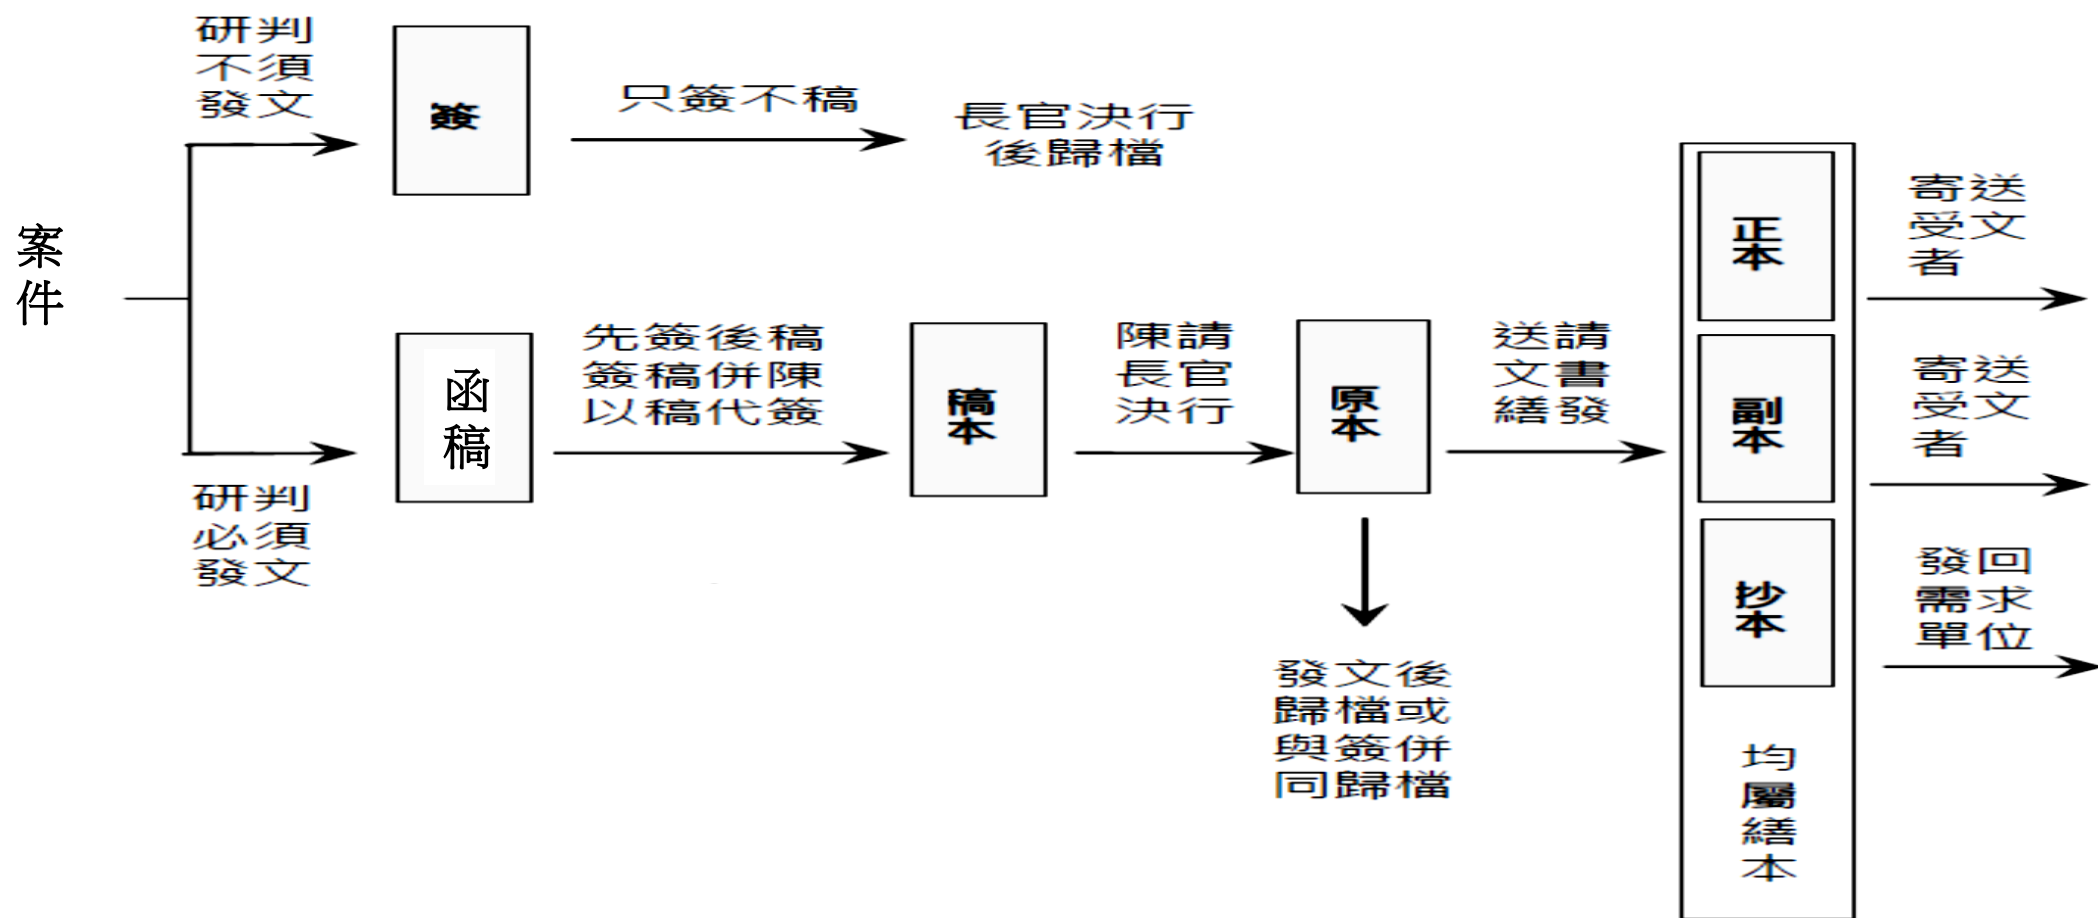 案
件
研判
不須
發文
簽
只簽不稿
長官決行
後歸檔
研判
必須
發文
函
稿
先簽後稿
簽稿併陳
以稿代簽
稿
本
陳請
長官
決行
原
本
發文後
歸檔或
與簽併
同歸檔
送請
文書
繕發
正
本
寄送
受文
者
副
本
寄送
受文
者
抄
本
發回
需求
單位
均
屬
繕
本